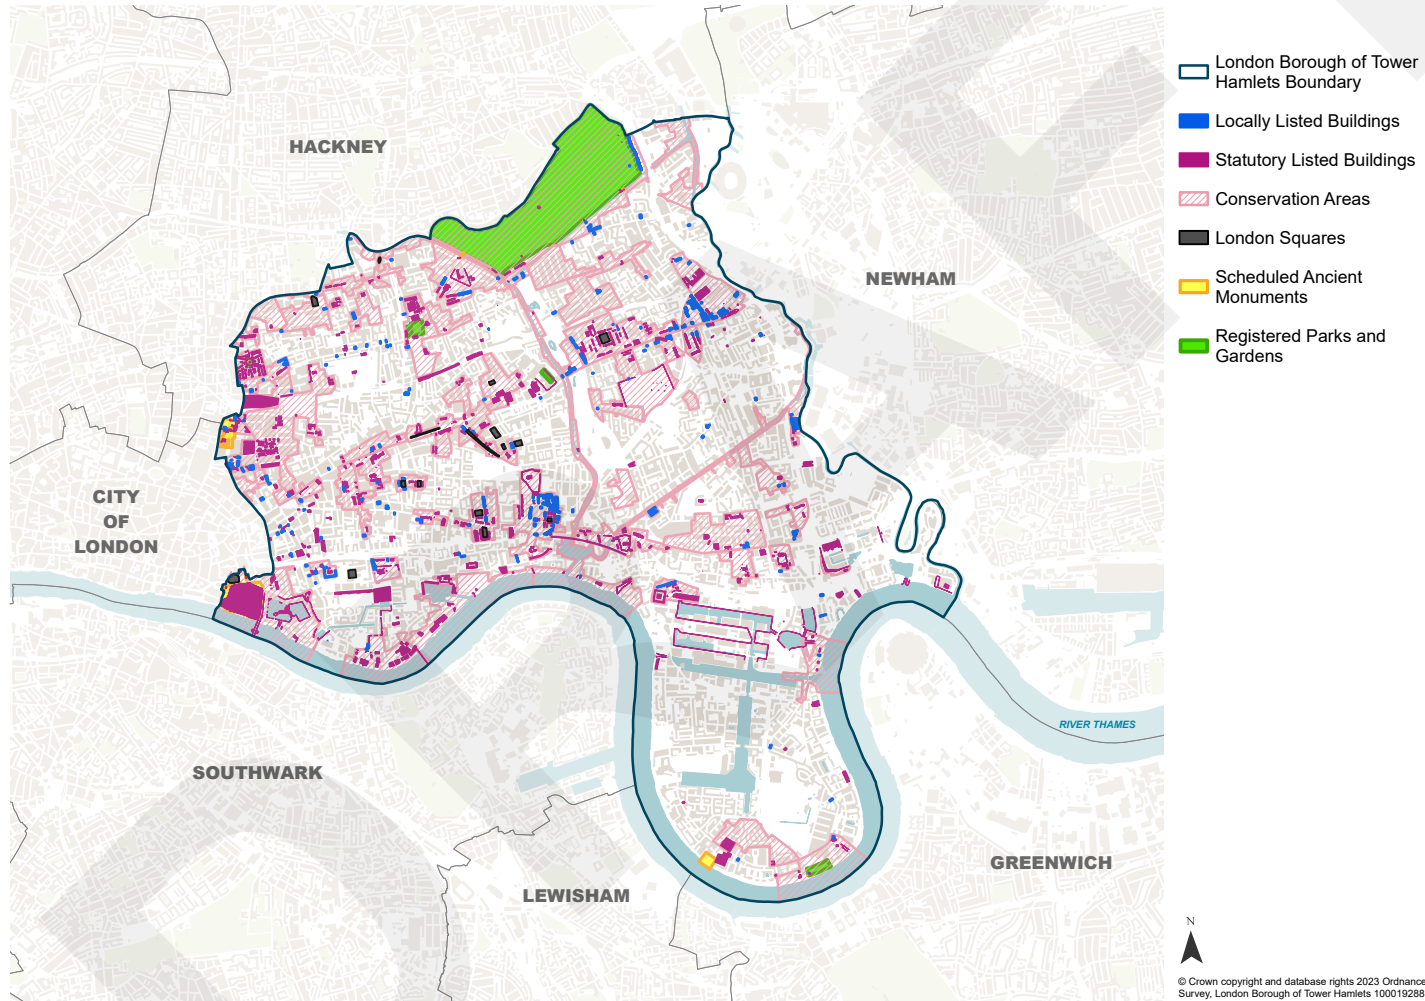 HACKNEY
NEWHAM
CITY
OF
LONDON
RIVER THAMES
SOUTHWARK
GREENWICH
LEWISHAM
London Borough of Tower
Hamlets Boundary
Locally Listed Buildings
Statutory Listed Buildings
Conservation Areas
London Squares
Scheduled Ancient
Monuments
Registered Parks and
Gardens
N
© Crown copyright and database rights 2023 Ordnance
Survey, London Borough of Tower Hamlets 100019288